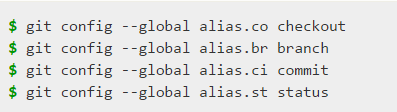 $ git config --global alias.co checkout
$ git config --global alias.br branch
$ git config --global alias.ci commit
$ git config --global alias.st status